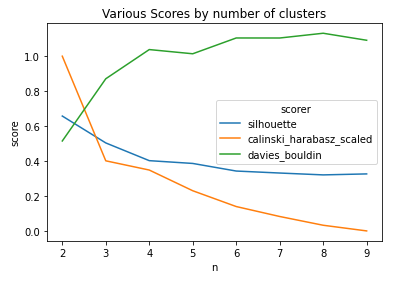 Various Scores by number of clusters
score
1.0
0.8
0.6
0.4
0.2
0.0
scorer
silhouette
calinski_harabasz_scaled
davies_bouldin
2 3 4 5 6 7 8 9
n